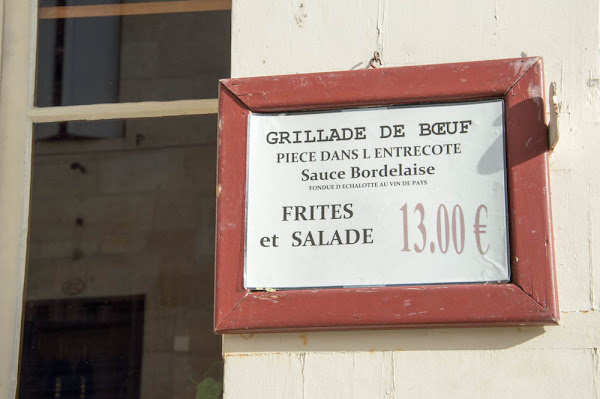 GRILLADE DE BŒUF
PIECE DANS L ENTRECOTE
Sauce Bordelaise
FONDUE D ECHALOTTE AU VIN DE PAYS
FRITES
et SALADE 13.00 €